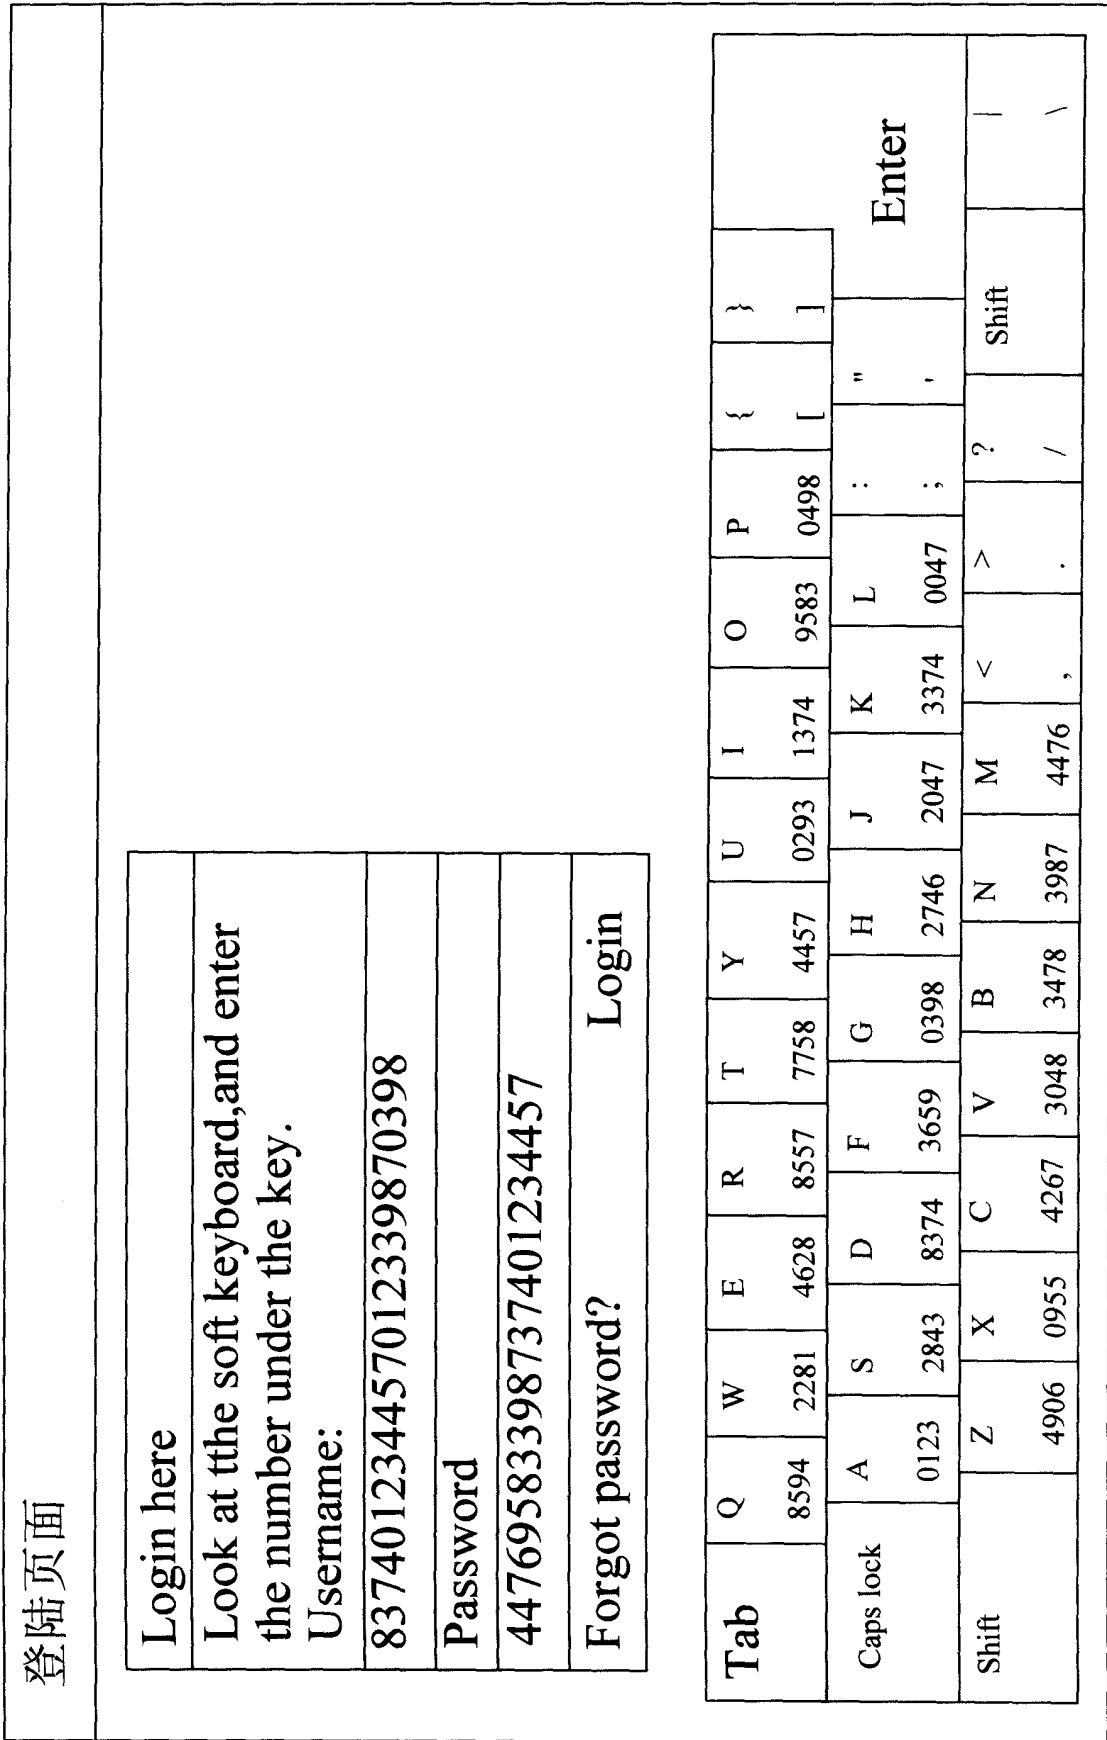 登陆页面
Login here
Look at tthe soft keyboard,and enter
the number under the key.
Username:
837401234457012339870398
Password
44769583398737401234457
Forgot password? Login
Tab Q W E R T Y U I O P { }
8594 2281 4628 8557 7758 4457 0293 1374 9583 0498 [ ]
Caps lock A S D F G H J K L : " Enter
0123 2843 8374 3659 0398 2746 2047 3374 0047 ; '
Shift Z X C V B N M < > ? Shift |
4906 0955 4267 3048 3478 3987 4476 , . / \